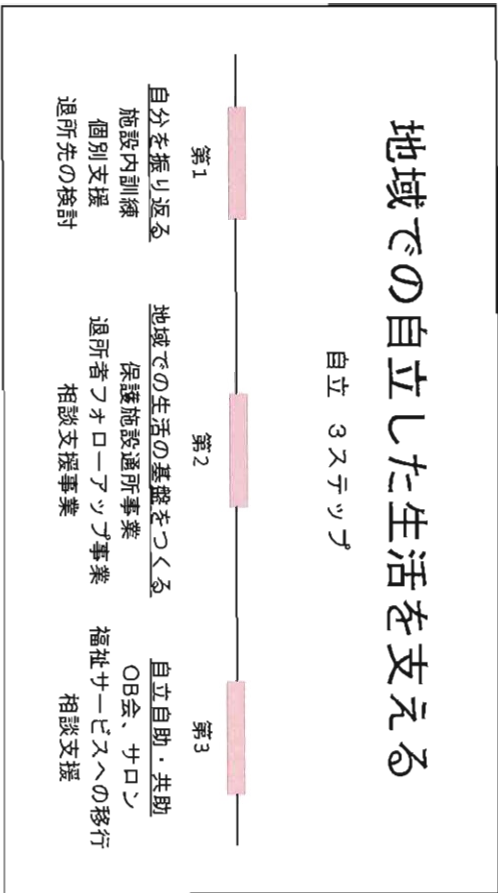 地域での自立した生活を支える
自立 3ステップ
第1
自分を振り返る
施設内訓練
個別支援
退所先の検討
第2
地域での生活の基盤をつくる
保護施設通所事業
退所者フォローアップ事業
相談支援事業
第3
自立自助・共助
OB会、サロン
福祉サービスへの移行
相談支援